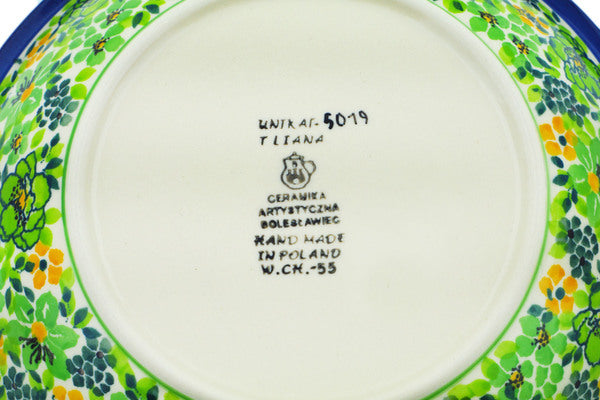 UNIKAT-5019
T LIANA
CERAMIKA
ARTYSTYCZNA
BOLESŁAWIEC
HAND MADE
IN POLAND
W.CH.-55